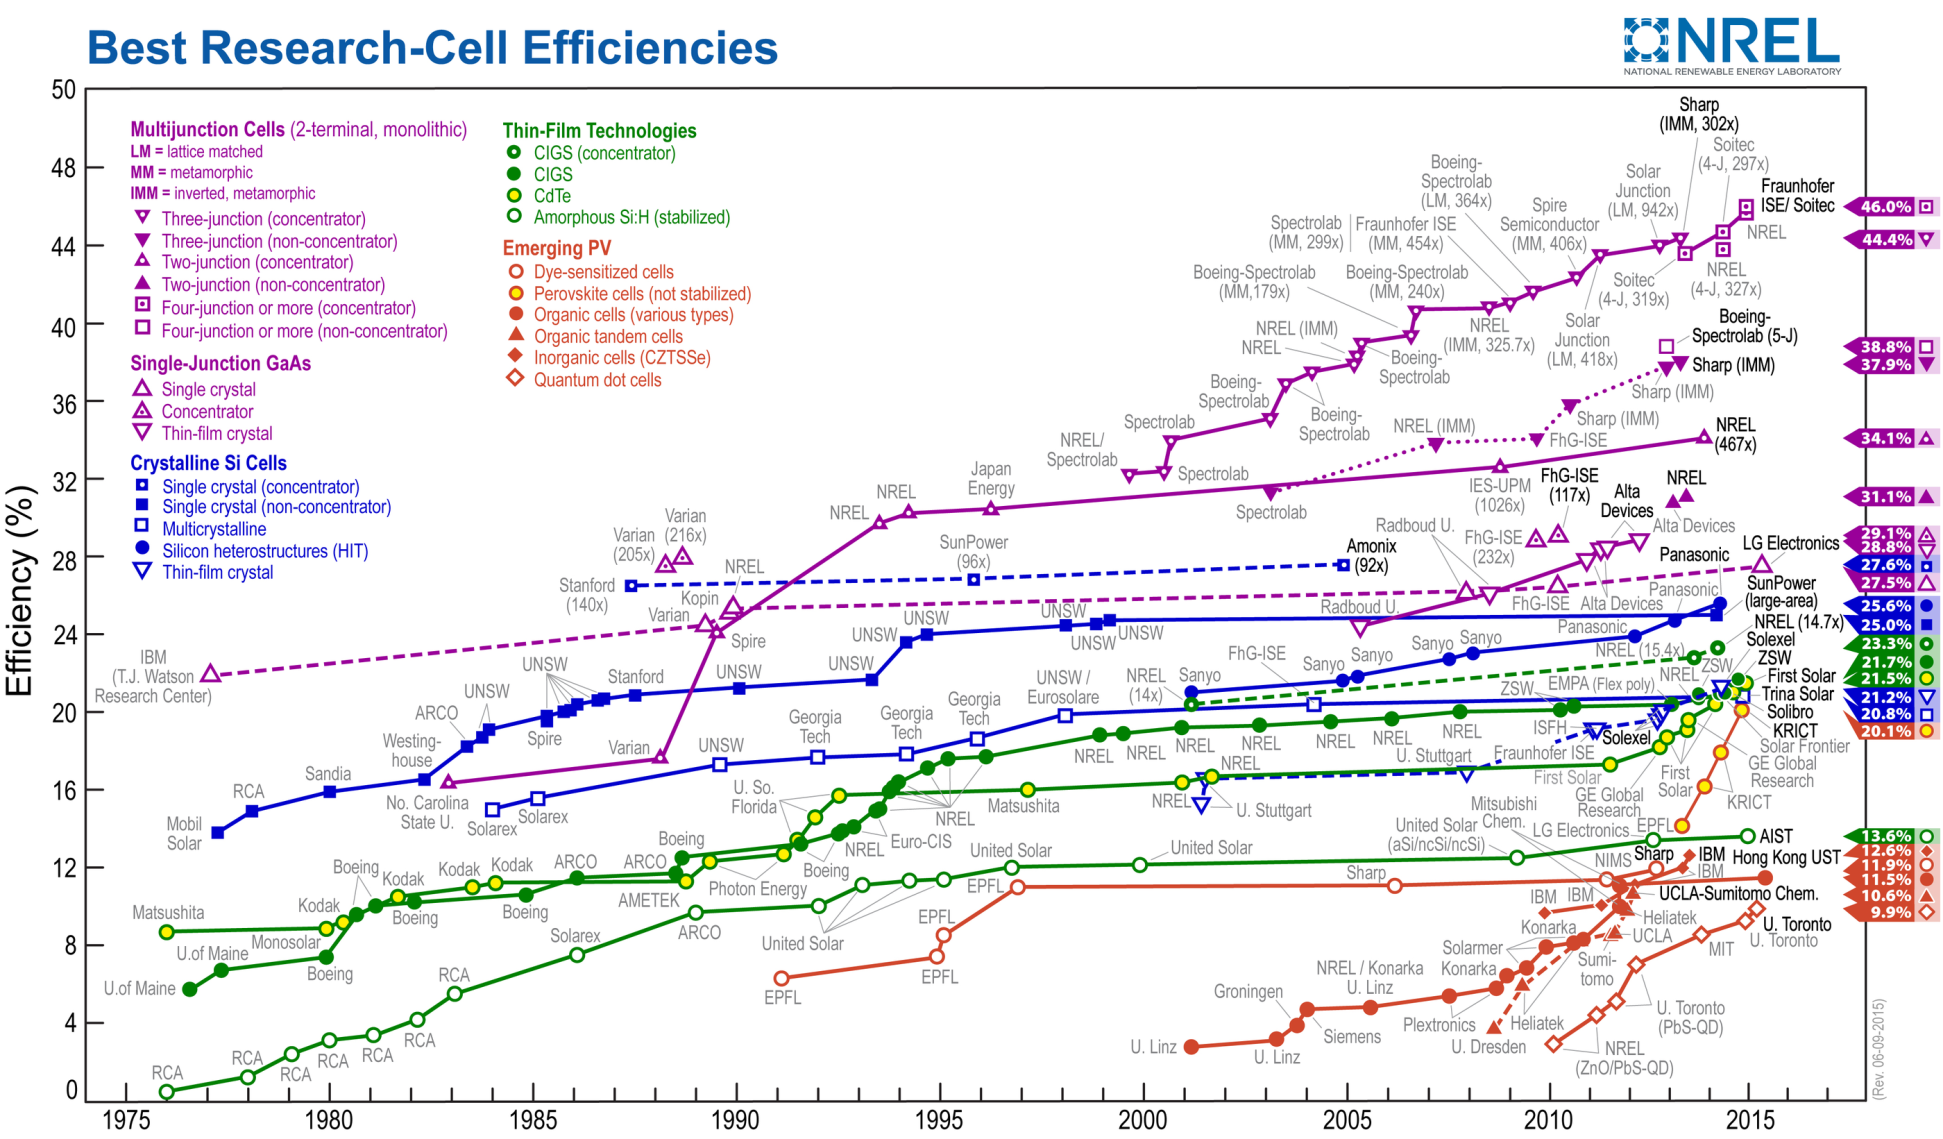 Best Research-Cell Efficiencies
NREL
NATIONAL RENEWABLE ENERGY LABORATORY
Efficiency (%)
50
48
44
40
36
32
28
24
20
16
12
8
4
0
1975
1980
1985
1990
1995
2000
2005
2010
2015
Multijunction Cells (2-terminal, monolithic)
LM = lattice matched
MM = metamorphic
IMM = inverted, metamorphic
Three-junction (concentrator)
Three-junction (non-concentrator)
Two-junction (concentrator)
Two-junction (non-concentrator)
Four-junction or more (concentrator)
Four-junction or more (non-concentrator)
Single-Junction GaAs
Single crystal
Concentrator
Thin-film crystal
Crystalline Si Cells
Single crystal (concentrator)
Single crystal (non-concentrator)
Multicrystalline
Silicon heterostructures (HIT)
Thin-film crystal
Thin-Film Technologies
CIGS (concentrator)
CIGS
CdTe
Amorphous Si:H (stabilized)
Emerging PV
Dye-sensitized cells
Perovskite cells (not stabilized)
Organic cells (various types)
Organic tandem cells
Inorganic cells (CZTSSe)
Quantum dot cells
Sharp
(IMM, 302x)
Soitec
(4-J, 297x)
Boeing-
Spectrolab
(LM, 364x)
Solar
Junction
(LM, 942x)
Fraunhofer
ISE/ Soitec
NREL
Spire
Semiconductor
(MM, 406x)
Spectrolab
(MM, 299x)
Fraunhofer ISE
(MM, 454x)
Boeing-Spectrolab
(MM,179x)
Boeing-Spectrolab
(MM, 240x)
Soitec
(4-J, 319x)
NREL
(4-J, 327x)
NREL (IMM)
NREL
NREL
(IMM, 325.7x)
Solar
Junction
(LM, 418x)
Boeing-
Spectrolab (5-J)
Boeing-
Spectrolab
Boeing-
Spectrolab
Boeing-
Spectrolab
Sharp (IMM)
Sharp (IMM)
Sharp (IMM)
Spectrolab
NREL/
Spectrolab
Spectrolab
NREL (IMM)
FhG-ISE
NREL
(467x)
Spectrolab
IES-UPM
(1026x)
FhG-ISE
(117x)
NREL
Alta
Devices
Alta Devices
Japan
Energy
NREL
NREL
Varian
(216x)
Varian
(205x)
NREL
SunPower
(96x)
Amonix
(92x)
Radboud U.
FhG-ISE
(232x)
Panasonic
LG Electronics
Stanford
(140x)
Kopin
Varian
Spire
Radboud U.
FhG-ISE
Alta Devices
Panasonic
Panasonic
SunPower
(large-area)
NREL (14.7x)
IBM
(T.J. Watson
Research Center)
UNSW
UNSW
UNSW
UNSW
UNSW
UNSW
UNSW
UNSW
UNSW
Stanford
ARCO
Spire
Westing-
house
Sandia
RCA
Mobil
Solar
Varian
UNSW
No. Carolina
State U.
Solarex
Solarex
Georgia
Tech
Georgia
Tech
Georgia
Tech
UNSW /
Eurosolare
NREL
(14x)
Sanyo
FhG-ISE
Sanyo
Sanyo
Sanyo
Sanyo
NREL (15.4x)
Solexel
ZSW
ZSW
First Solar
Trina Solar
Solibro
KRICT
ZSW
EMPA (Flex poly)
NREL
ISFH
Solexel
Fraunhofer ISE
First Solar
GE Global
Research
First
Solar
Solar Frontier
GE Global
Research
KRICT
NREL
NREL
NREL
NREL
NREL
NREL
NREL
NREL
NREL
U. Stuttgart
U. Stuttgart
U. So.
Florida
Matsushita
NREL
Euro-CIS
NREL
Boeing
Boeing
Photon Energy
AMETEK
ARCO
ARCO
Kodak
Kodak
Boeing
Boeing
Boeing
Kodak
Matsushita
Monosolar
U.of Maine
U.of Maine
Boeing
Mitsubishi
Chem.
United Solar
(aSi/ncSi/ncSi)
LG Electronics
EPFL
AIST
United Solar
United Solar
United Solar
ARCO
Solarex
RCA
RCA
RCA
RCA
RCA
RCA
RCA
RCA
EPFL
EPFL
EPFL
EPFL
Sharp
NIMS
Sharp
IBM
Hong Kong UST
IBM
IBM
IBM
UCLA-Sumitomo Chem.
Heliatek
UCLA
Konarka
Solarmer
Konarka
Sumi-
tomo
U. Toronto
U. Toronto
MIT
U. Toronto
(PbS-QD)
NREL
(ZnO/PbS-QD)
Heliatek
U. Dresden
Plextronics
NREL / Konarka
U. Linz
Groningen
Siemens
U. Linz
U. Linz
46.0%
44.4%
38.8%
37.9%
34.1%
31.1%
29.1%
28.8%
27.6%
27.5%
25.6%
25.0%
23.3%
21.7%
21.5%
21.2%
20.8%
20.1%
13.6%
12.6%
11.9%
11.5%
10.6%
9.9%
(Rev. 06-09-2015)